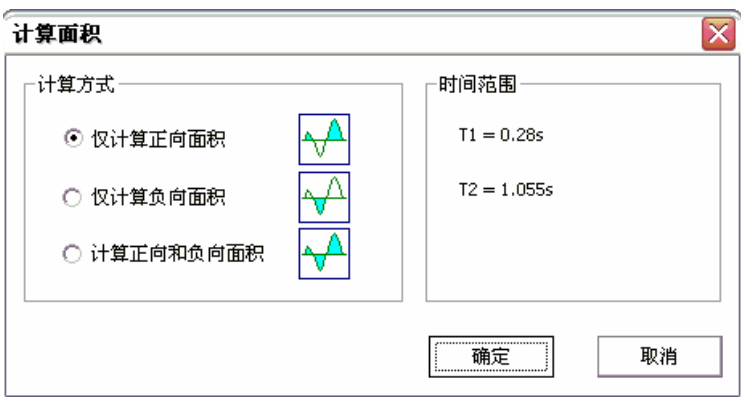 计算面积
计算方式
仅计算正向面积
仅计算负向面积
计算正向和负向面积
时间范围
T1 = 0.28s
T2 = 1.055s
确定
取消